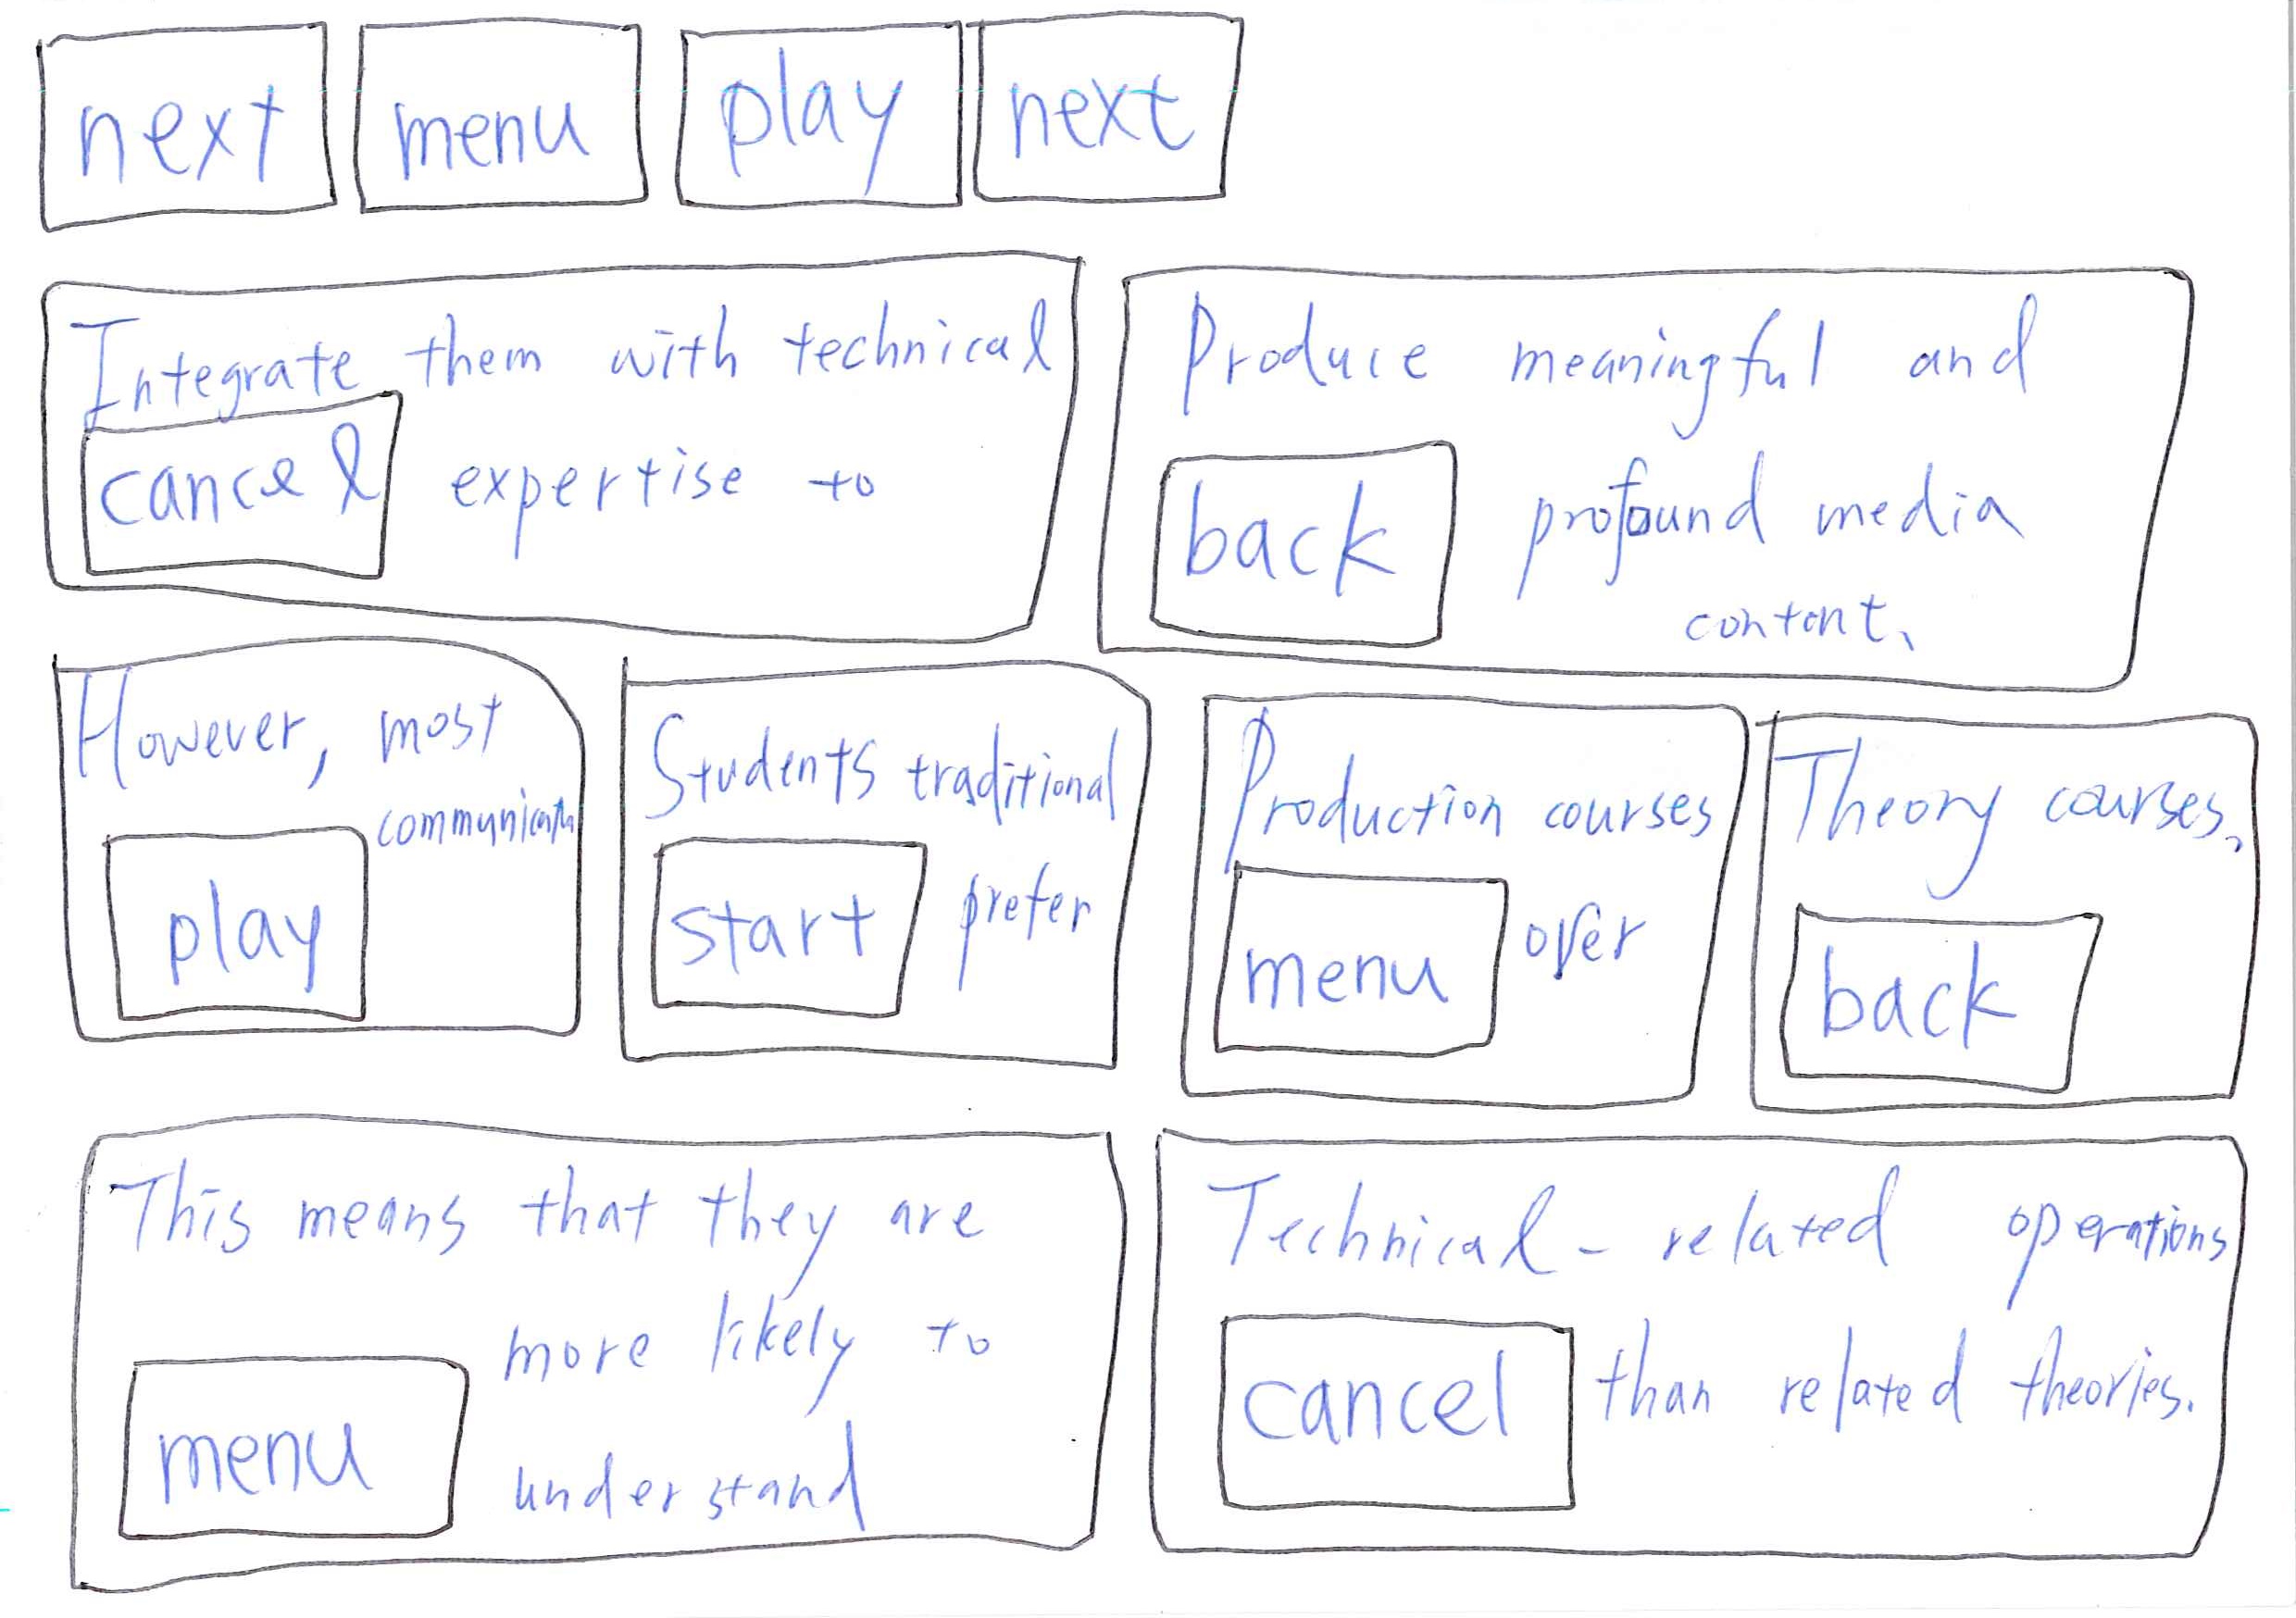 next menu play next
Integrate them with technical
cancel expertise to
Produce meaningful and
back profound media
content.
However, most
communication
play
Students traditional
start prefer
Production courses
menu over
Theory courses.
back
This means that they are
more likely to
menu understand
Technical-related operations
cancel than related theories.